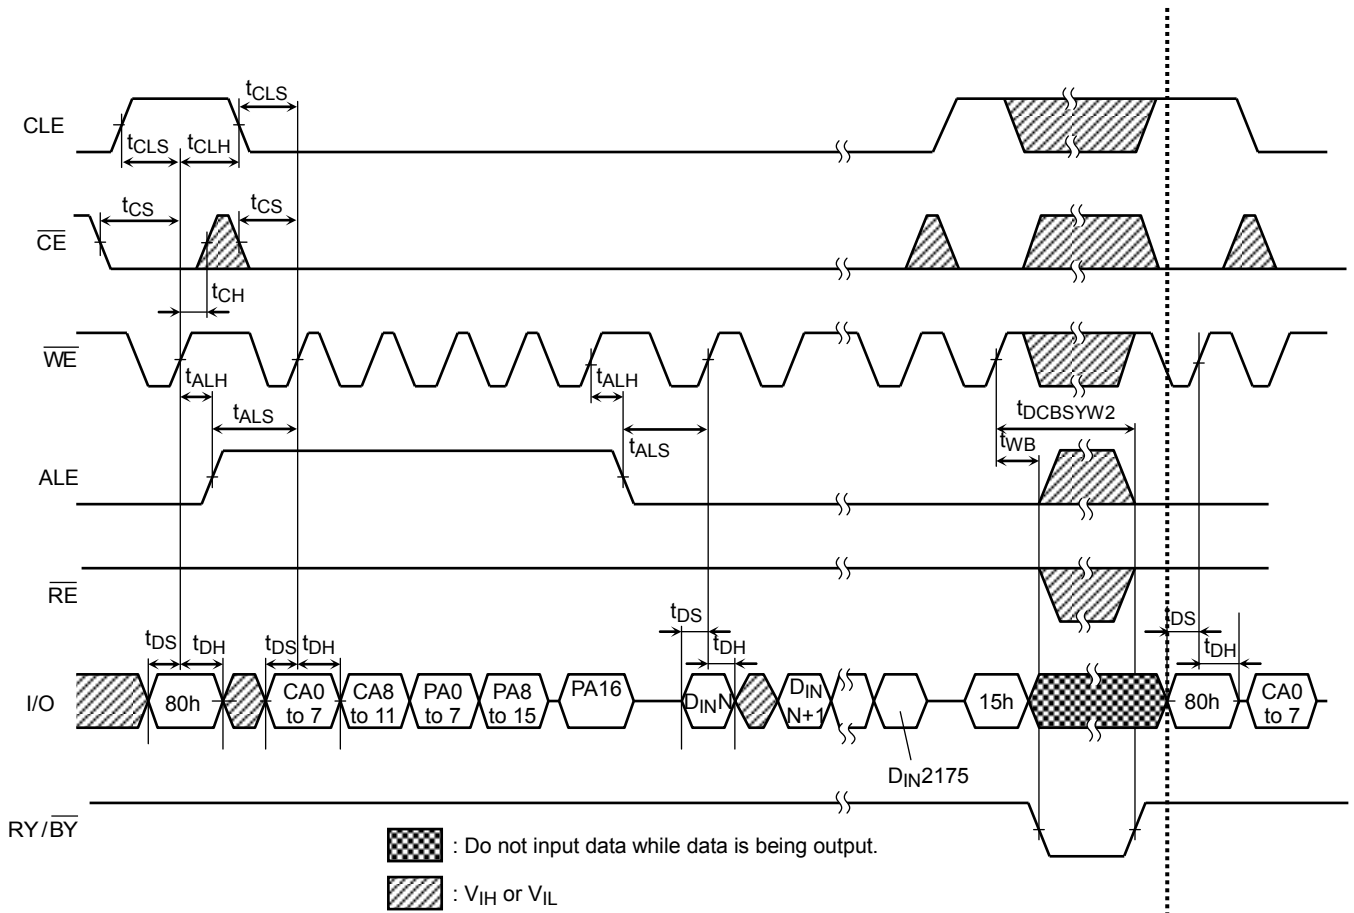 tCLS
CLE
tCLS tCLH
tCS tCS
CE
tCH
WE
tALH tALH
tDCBSYW2
tALS tALS
tWB
ALE
RE
tDS tDH tDS tDH tDS tDH DS tDH
I/O
80h
CA0 to 7
CA8 to 11
PA0 to 7
PA8 to 15
PA16
DINN
DIN N+1
15h
80h
CA0 to 7
DIN2175
RY/BY
: Do not input data while data is being output.
: VIH or VIL